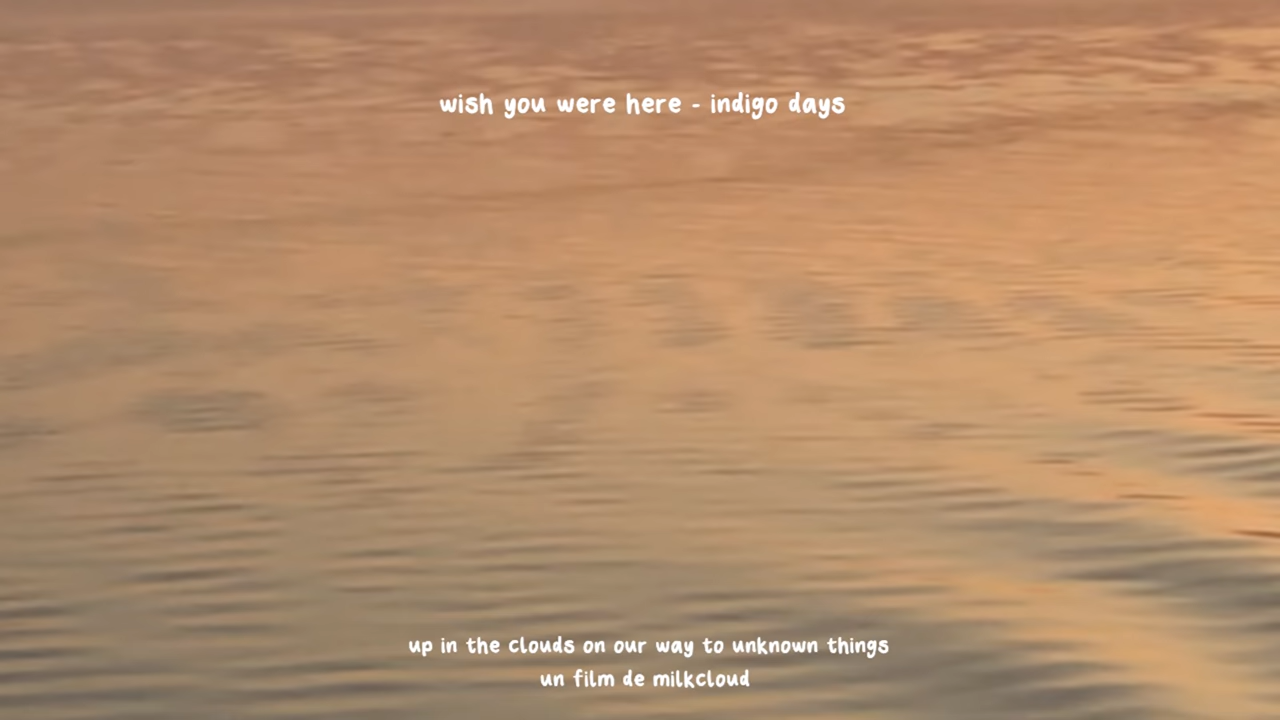 wish you were here - indigo days
up in the clouds on our way to unknown things
un film de milkcloud